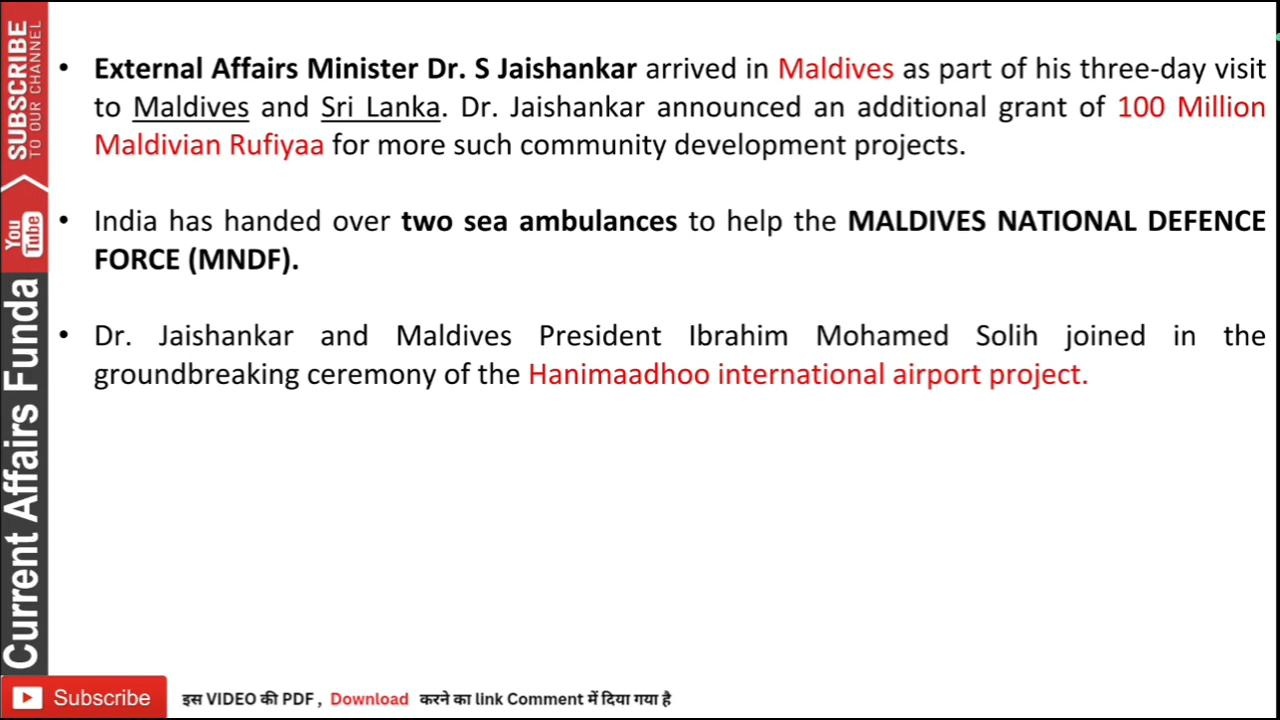 • External Affairs Minister Dr. S Jaishankar arrived in Maldives as part of his three-day visit
to Maldives and Sri Lanka. Dr. Jaishankar announced an additional grant of 100 Million
Maldivian Rufiyaa for more such community development projects.
• India has handed over two sea ambulances to help the MALDIVES NATIONAL DEFENCE
FORCE (MNDF).
• Dr. Jaishankar and Maldives President Ibrahim Mohamed Solih joined in the
groundbreaking ceremony of the Hanimaadhoo international airport project.
SUBSCRIBE
TO OUR CHANNEL
You
Tube
Current Affairs Funda
Subscribe
इस VIDEO की PDF , Download करने का link Comment में दिया गया है